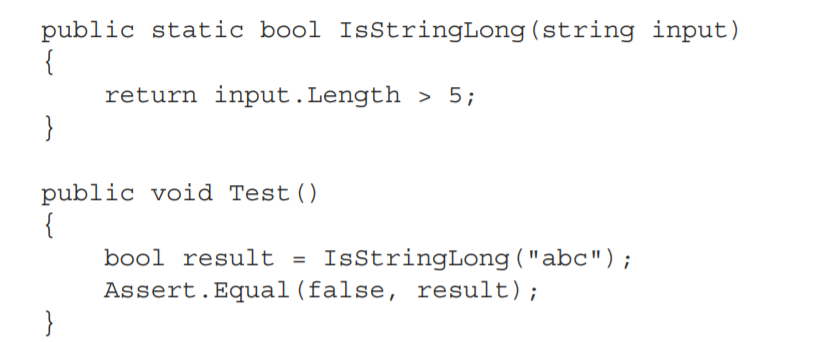 public static bool IsStringLong(string input)
{
    return input.Length > 5;
}

public void Test()
{
    bool result = IsStringLong("abc");
    Assert.Equal(false, result);
}